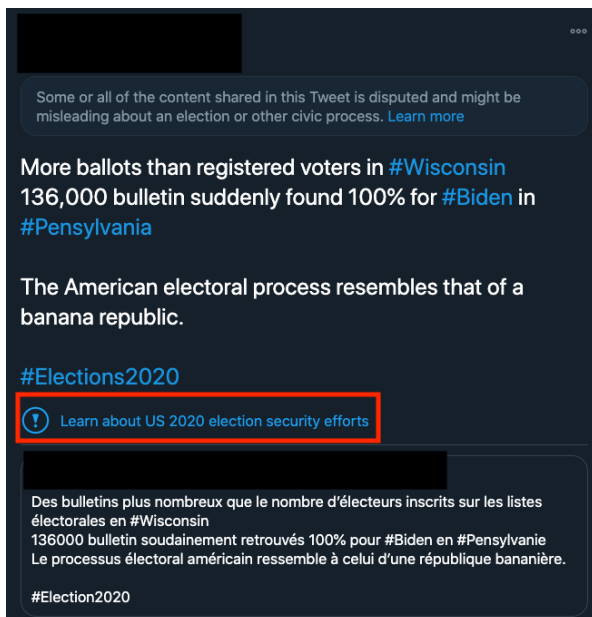 Some or all of the content shared in this Tweet is disputed and might be
misleading about an election or other civic process. Learn more
More ballots than registered voters in #Wisconsin
136,000 bulletin suddenly found 100% for #Biden in
#Pensylvania
The American electoral process resembles that of a
banana republic.
#Elections2020
Learn about US 2020 election security efforts
Des bulletins plus nombreux que le nombre d'électeurs inscrits sur les listes
électorales en #Wisconsin
136000 bulletin soudainement retrouvés 100% pour #Biden en #Pensylvanie
Le processus électoral américain ressemble à celui d'une république bananière.
#Election2020